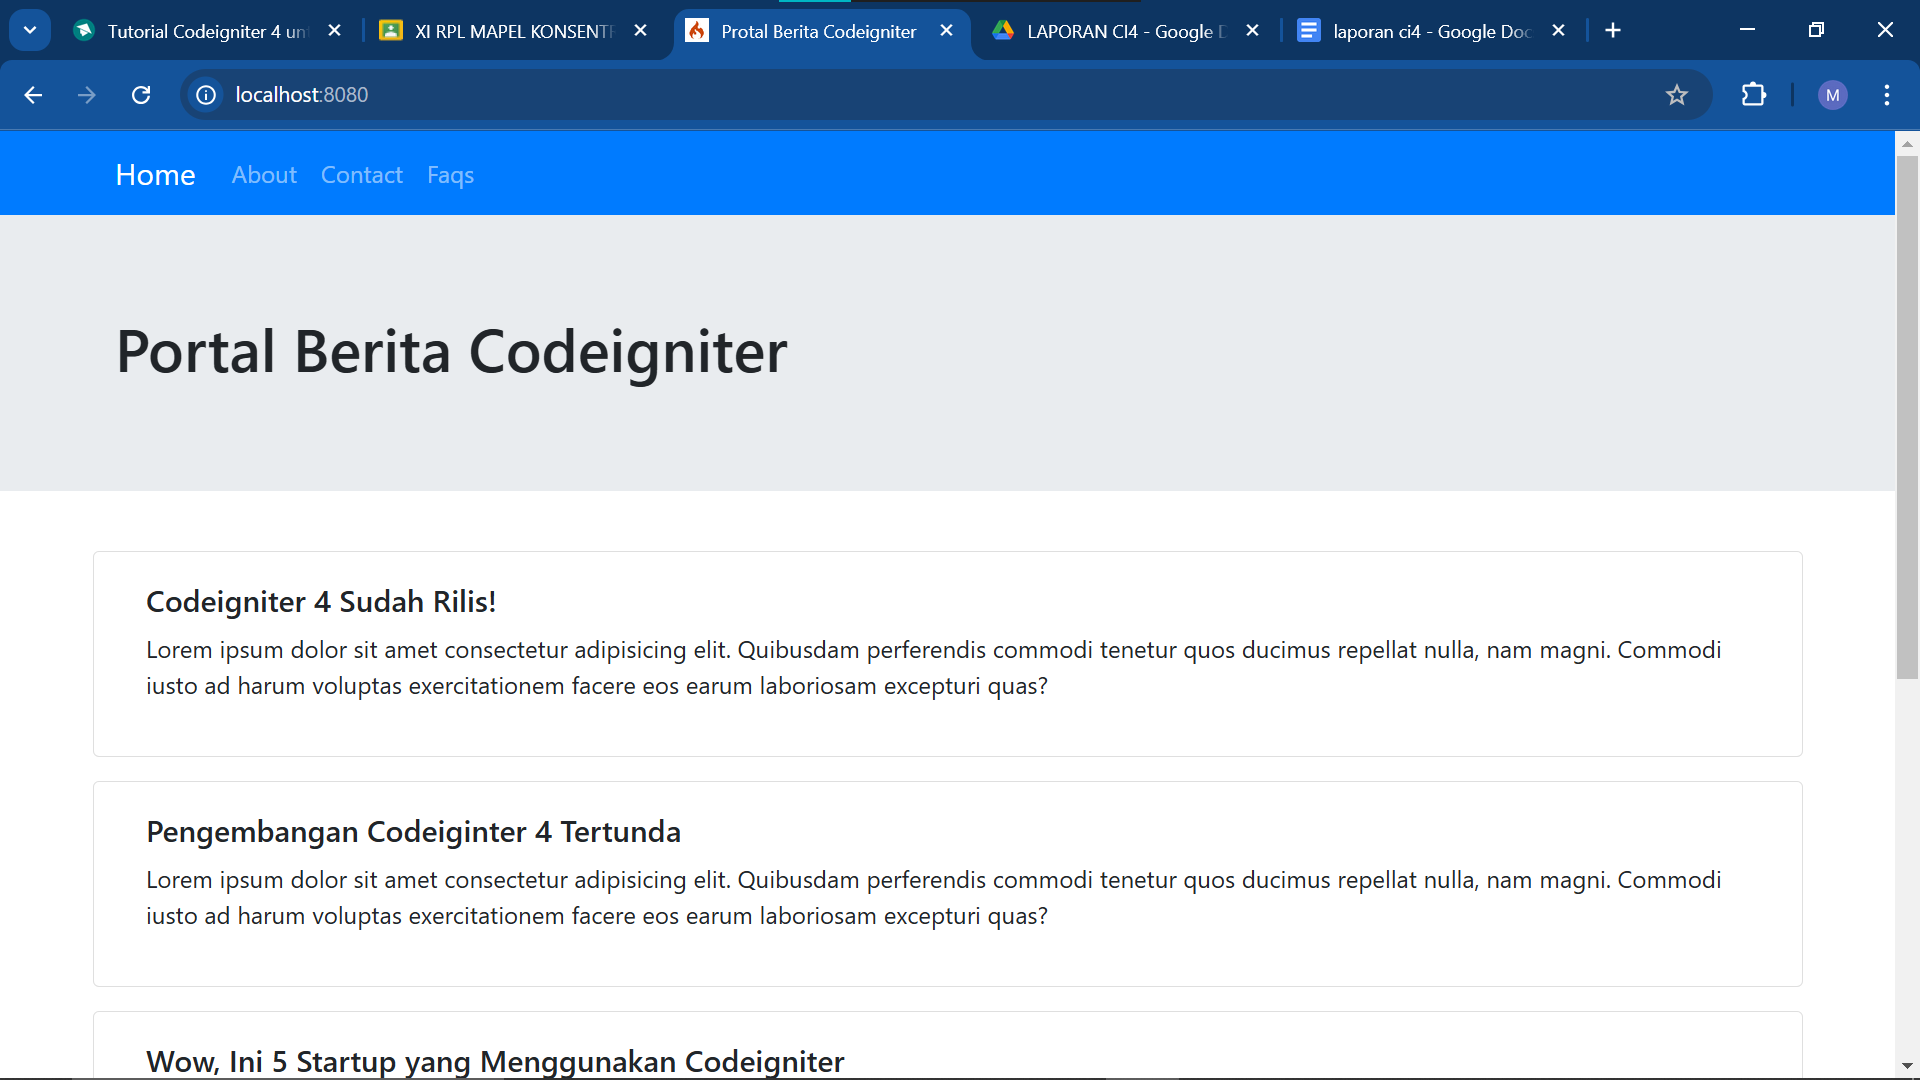 Tutorial Codeigniter 4 un
XI RPL MAPEL KONSENT
Protal Berita Codeigniter
LAPORAN CI4 - Google
laporan ci4 - Google Doc
localhost:8080
M
Home About Contact Faqs
Portal Berita Codeigniter
Codeigniter 4 Sudah Rilis!
Lorem ipsum dolor sit amet consectetur adipisicing elit. Quibusdam perferendis commodi tenetur quos ducimus repellat nulla, nam magni. Commodi
iusto ad harum voluptas exercitationem facere eos earum laboriosam excepturi quas?
Pengembangan Codeiginter 4 Tertunda
Lorem ipsum dolor sit amet consectetur adipisicing elit. Quibusdam perferendis commodi tenetur quos ducimus repellat nulla, nam magni. Commodi
iusto ad harum voluptas exercitationem facere eos earum laboriosam excepturi quas?
Wow, Ini 5 Startup yang Menggunakan Codeigniter